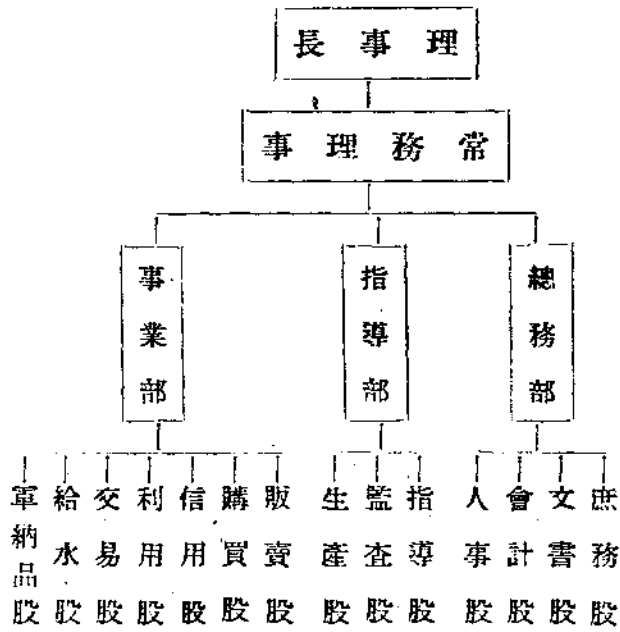 理事長
常務理事
總務部
指導部
事業部
庶務股
文書股
會計股
人事股
指導股
監査股
生產股
販賣股
購買股
信用股
利用股
交易股
給水股
軍納品股